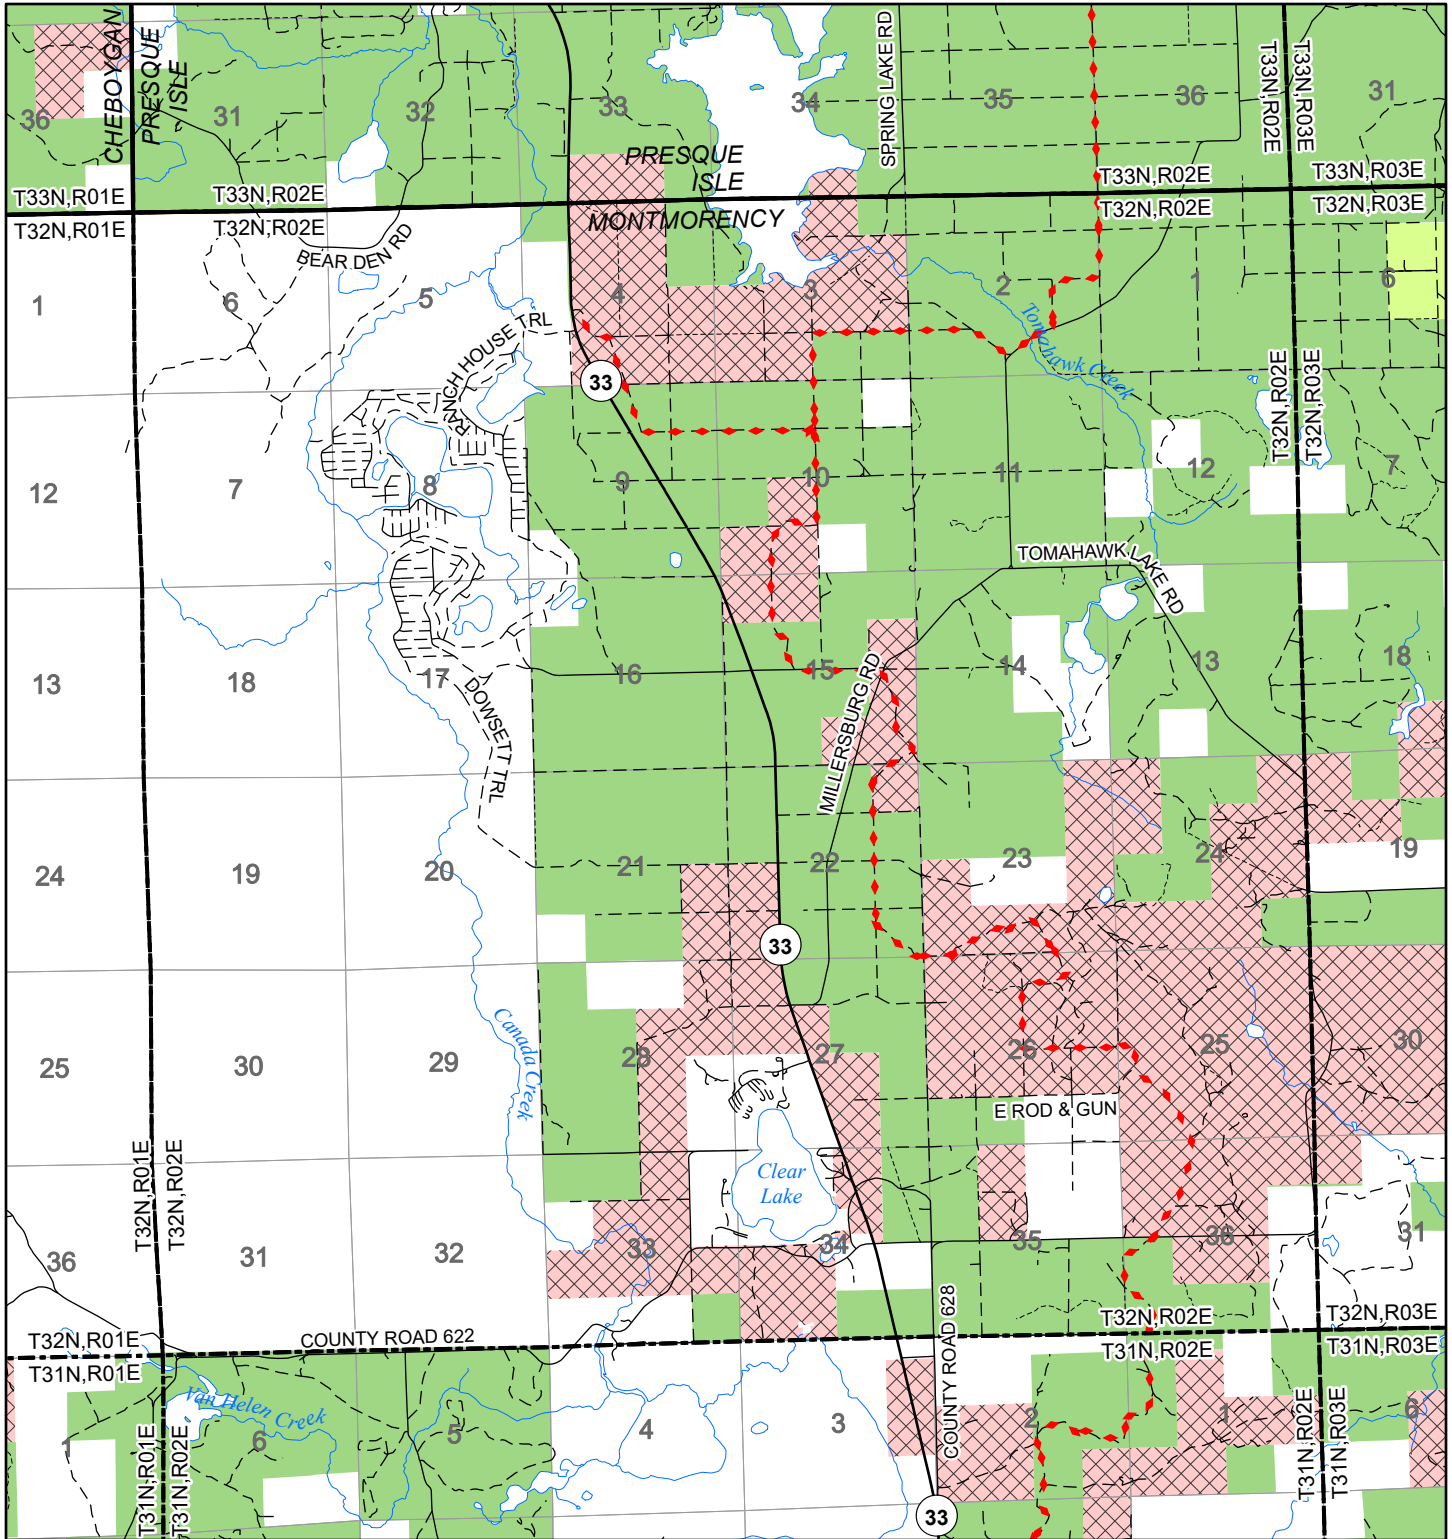 CHEBOYGAN
PRESQUE
ISLE
SPRING LAKE RD
T33N,R02E
T33N,R03E
36
31
32
33
34
35
36
31
PRESQUE
ISLE
T33N,R01E
T33N,R02E
T33N,R02E
T33N,R03E
T32N,R01E
T32N,R02E
MONTMORENCY
T32N,R02E
T32N,R03E
BEAR DEN RD
1
6
5
4
3
2
1
6
RANCH HOUSE TRL
Tomahawk Creek
33
T32N,R02E
T32N,R03E
12
7
8
9
10
11
12
7
TOMAHAWK LAKE RD
13
18
17
16
15
14
13
18
DOWSETT TRL
MILLERSBURG RD
24
19
20
21
22
23
24
19
33
Canada Creek
25
30
29
28
27
26
25
30
E ROD & GUN
T32N,R01E
T32N,R02E
Clear
Lake
36
31
32
33
34
35
36
31
COUNTY ROAD 628
T32N,R01E
COUNTY ROAD 622
T32N,R02E
T32N,R03E
T31N,R01E
T31N,R02E
T31N,R03E
Van Helen Creek
1
6
5
4
3
2
1
6
T31N,R01E
T31N,R02E
T31N,R02E
T31N,R03E
33